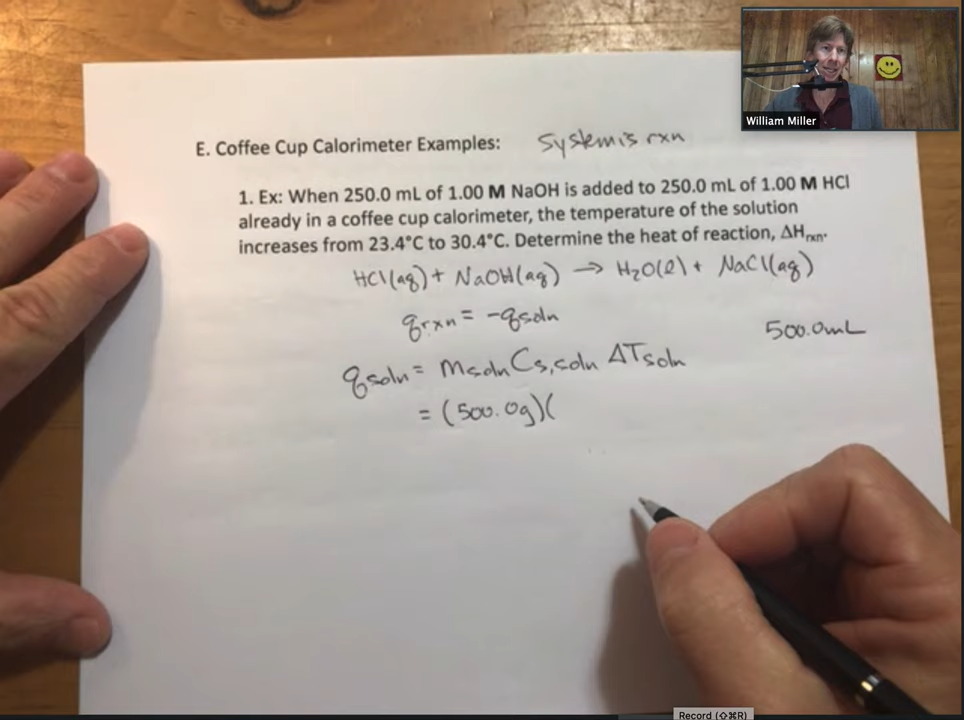 William Miller
E. Coffee Cup Calorimeter Examples: System is rxn
1. Ex: When 250.0 mL of 1.00 M NaOH is added to 250.0 mL of 1.00 M HCl
already in a coffee cup calorimeter, the temperature of the solution
increases from 23.4°C to 30.4°C. Determine the heat of reaction, ΔHrxn.
HCl(aq) + NaOH(aq) → H₂O(l) + NaCl(aq)
qrxn = -qsoln
500.0mL
qsoln = msoln Cs,soln ΔTsoln
= (500.0g)(
Record (⇧⌘R)